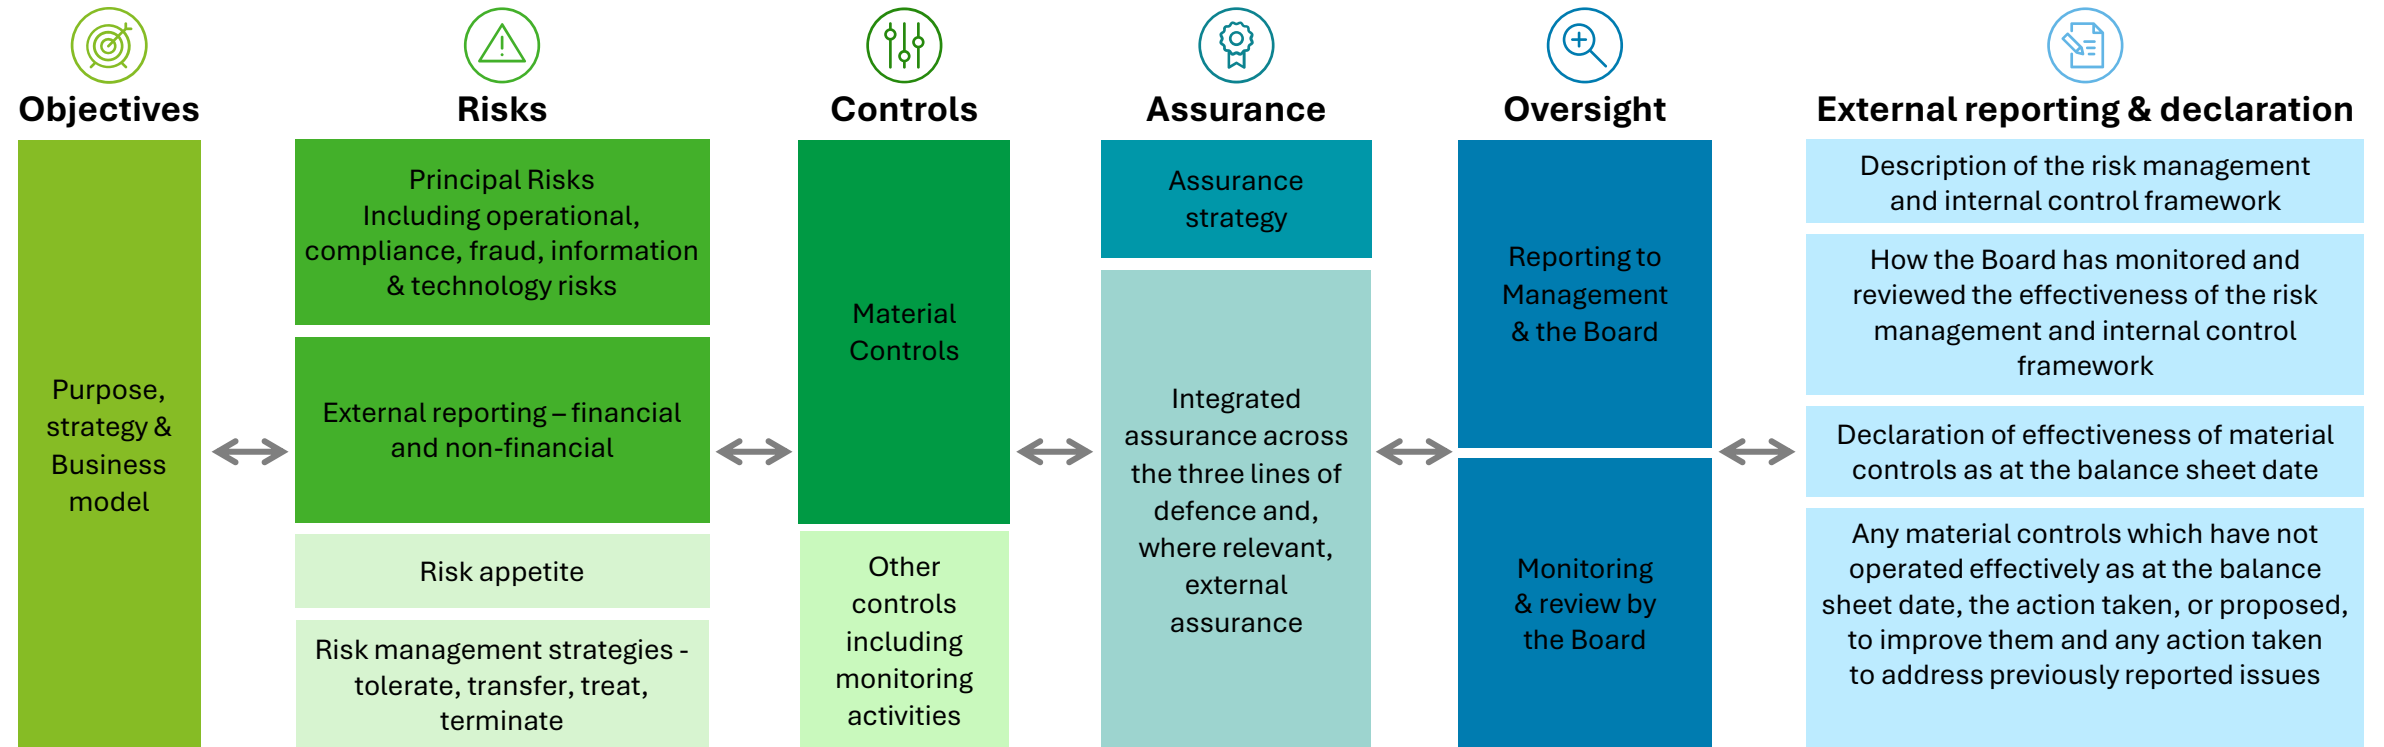 Objectives
Purpose,
strategy &
Business
model
Risks
Principal Risks
Including operational,
compliance, fraud, information
& technology risks
External reporting – financial
and non-financial
Risk appetite
Risk management strategies -
tolerate, transfer, treat,
terminate
Controls
Material
Controls
Other
controls
including
monitoring
activities
Assurance
Assurance
strategy
Integrated
assurance across
the three lines of
defence and,
where relevant,
external
assurance
Oversight
Reporting to
Management
& the Board
Monitoring
& review by
the Board
External reporting & declaration
Description of the risk management
and internal control framework
How the Board has monitored and
reviewed the effectiveness of the risk
management and internal control
framework
Declaration of effectiveness of material
controls as at the balance sheet date
Any material controls which have not
operated effectively as at the balance
sheet date, the action taken, or proposed,
to improve them and any action taken
to address previously reported issues